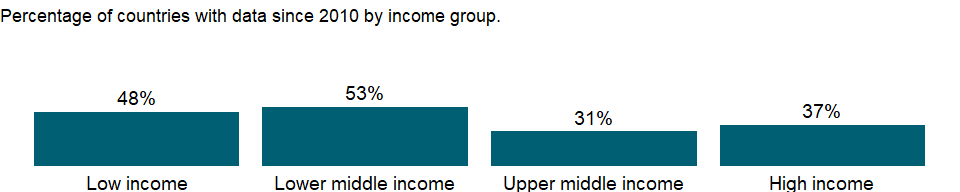 Percentage of countries with data since 2010 by income group.
48%
53%
31%
37%
Low income
Lower middle income
Upper middle income
High income